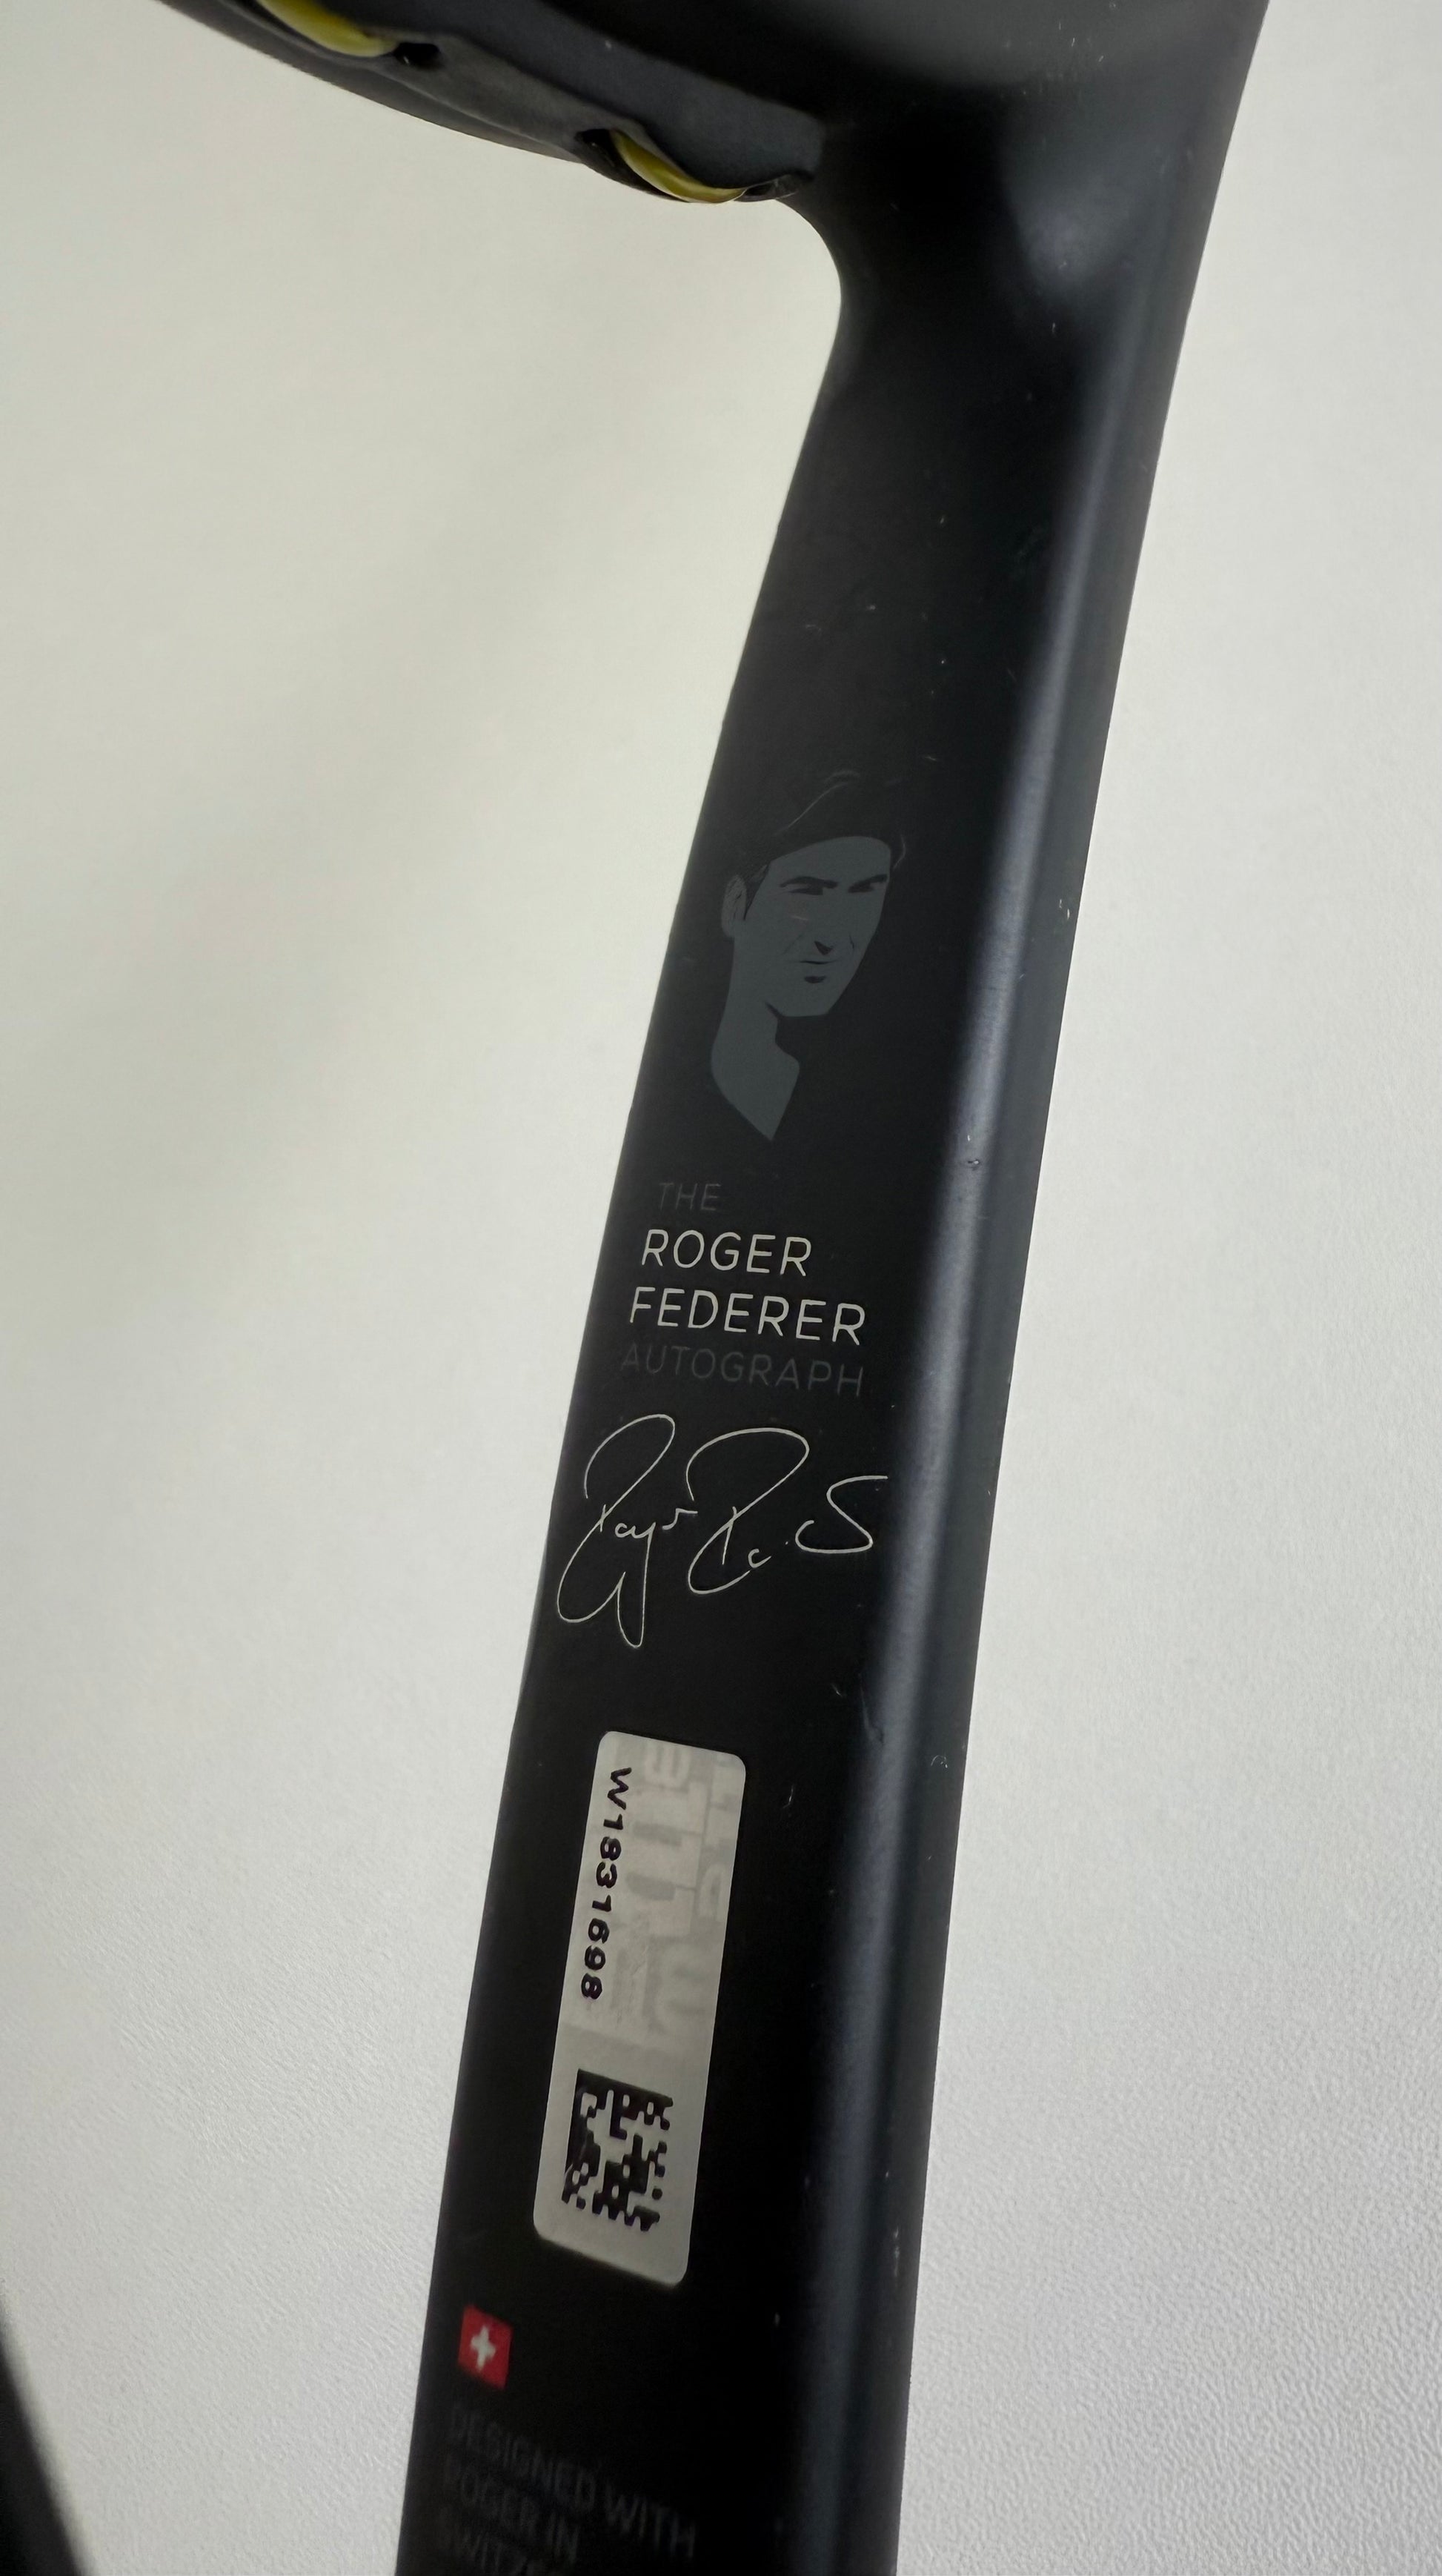 THE
ROGER
FEDERER
AUTOGRAPH
W1831698
DESIGNED WITH
ROGER IN